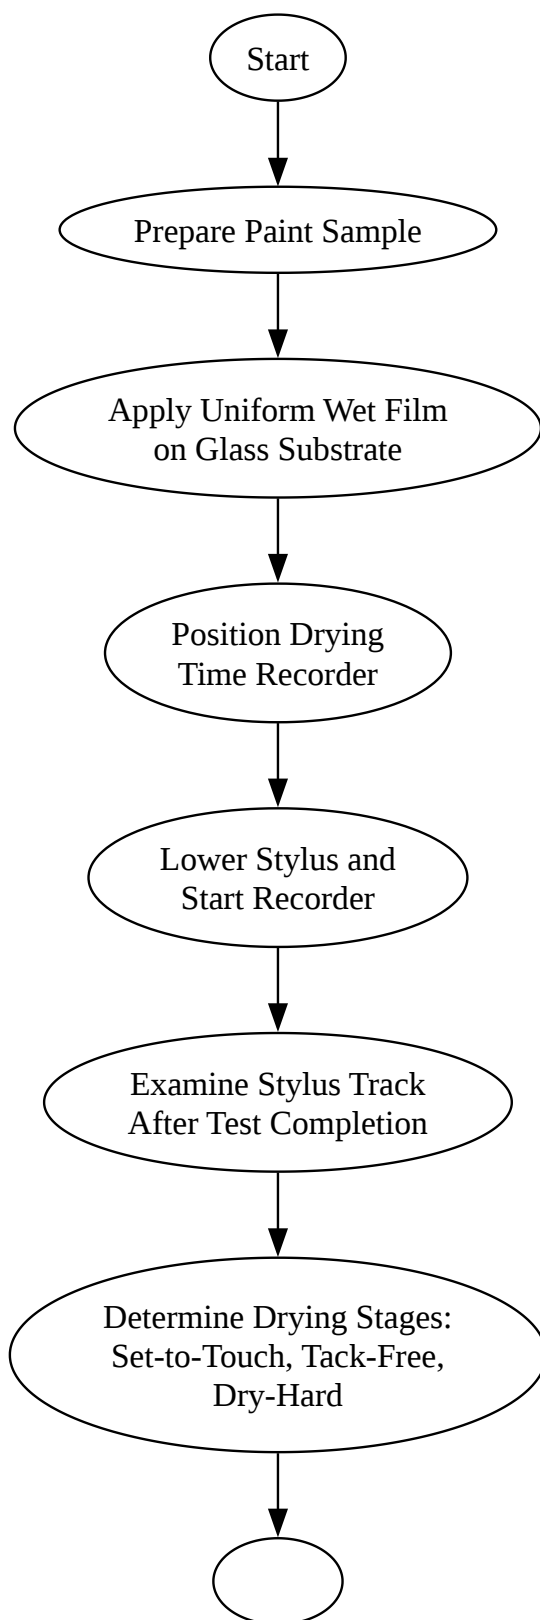 Start
Prepare Paint Sample
Apply Uniform Wet Film
on Glass Substrate
Position Drying
Time Recorder
Lower Stylus and
Start Recorder
Examine Stylus Track
After Test Completion
Determine Drying Stages:
Set-to-Touch, Tack-Free,
Dry-Hard